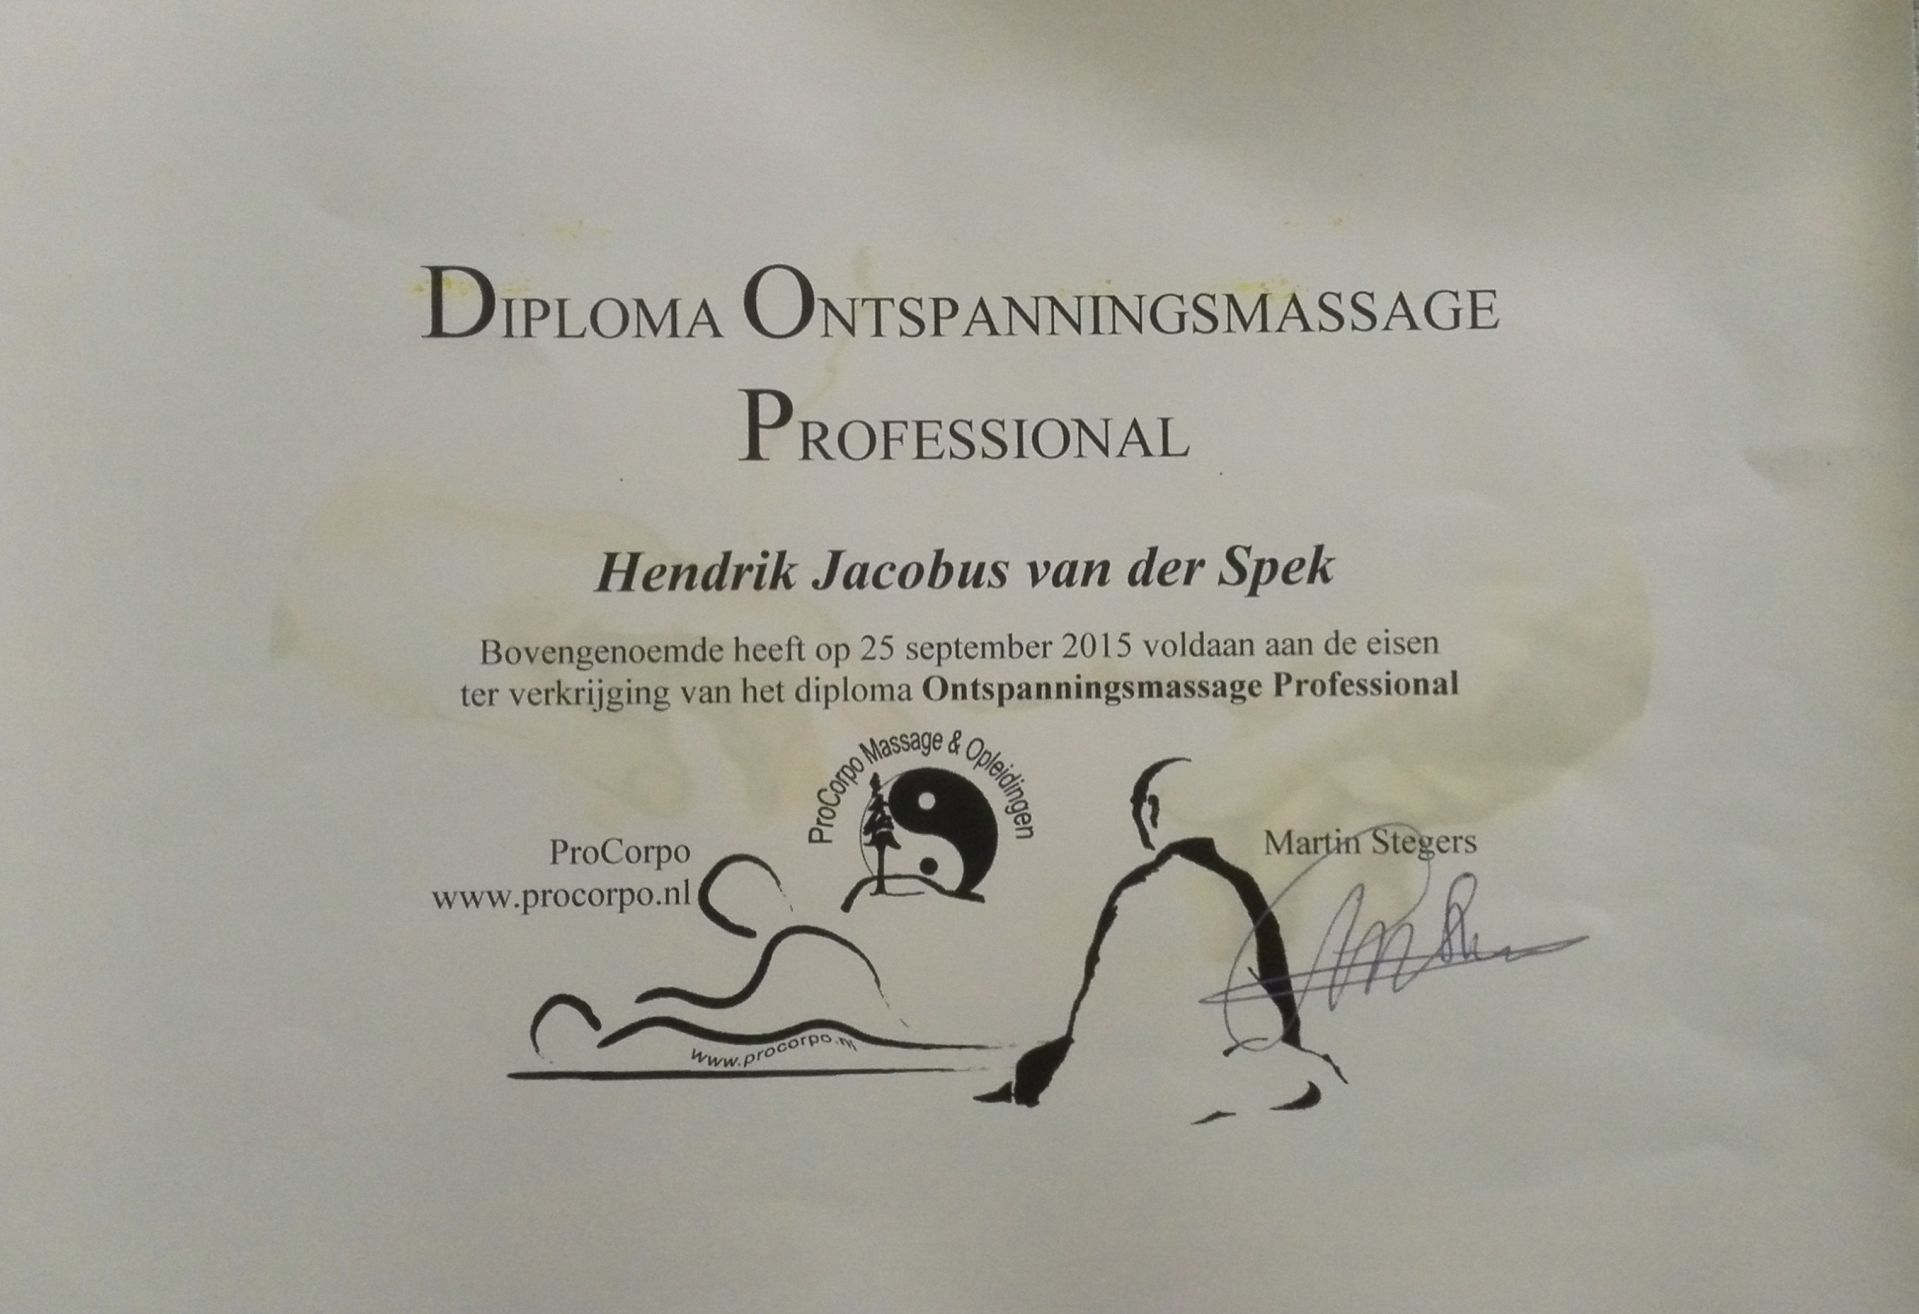 DIPLOMA ONTSPANNINGSMASSAGE
PROFESSIONAL
Hendrik Jacobus van der Spek
Bovengenoemde heeft op 25 september 2015 voldaan aan de eisen
ter verkrijging van het diploma Ontspanningsmassage Professional
ProCorpo Massage & Opleidingen
ProCorpo
www.procorpo.nl
Martin Stegers
www.procorpo.nl